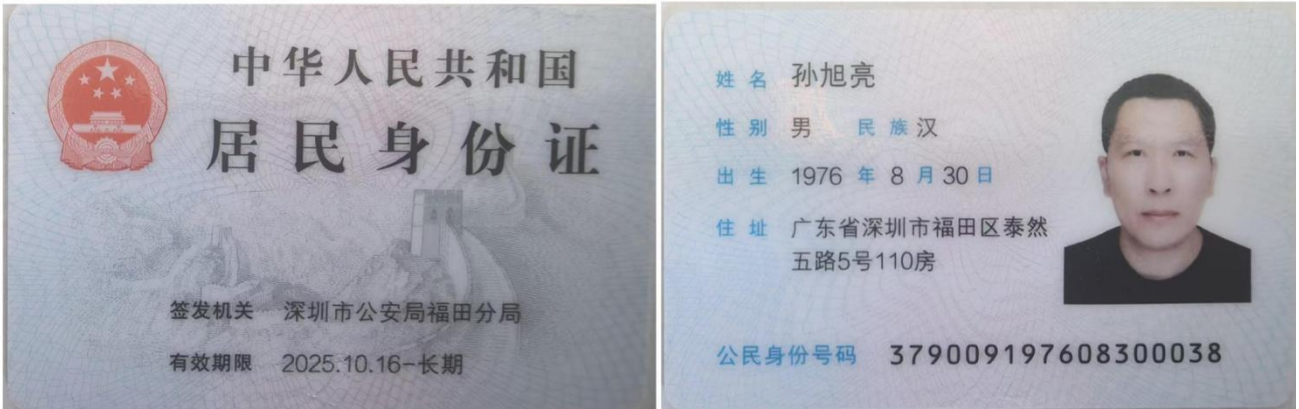 中华人民共和国
居民身份证
签发机关 深圳市公安局福田分局
有效期限 2025.10.16-长期
姓名 孙旭亮
性别 男 民族 汉
出生 1976 年 8 月 30 日
住址 广东省深圳市福田区泰然
五路5号110房
公民身份号码 379009197608300038